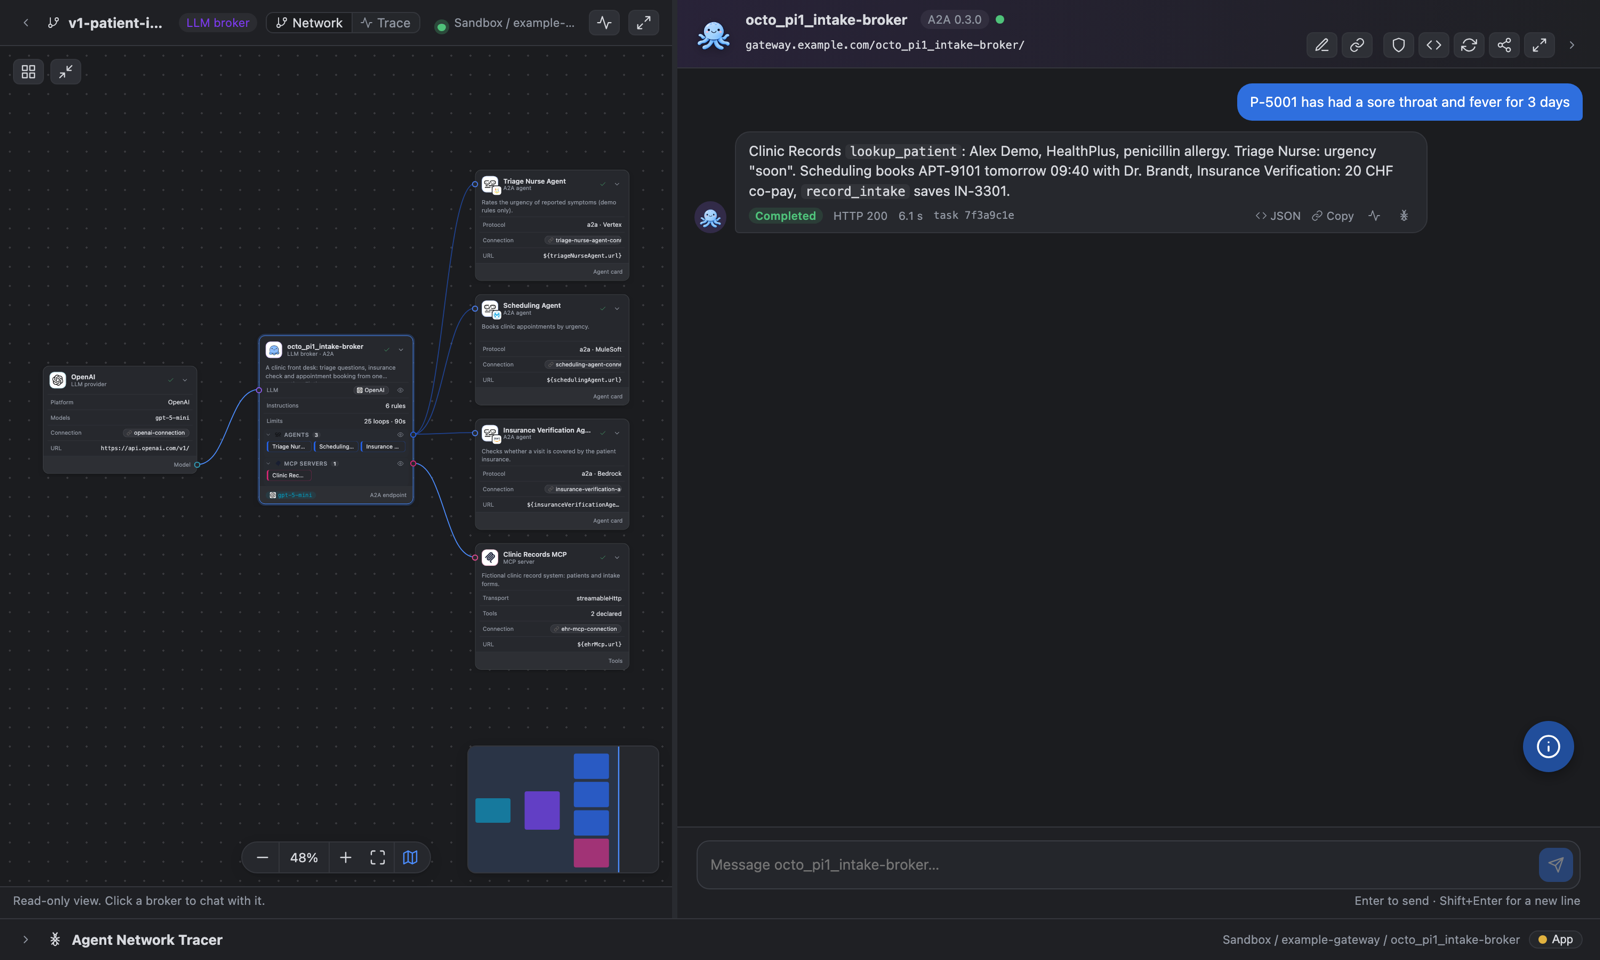 v1-patient-i...
LLM broker
Network
Trace
Sandbox / example-...
OpenAI
LLM provider
Platform
OpenAI
Models
gpt-5-mini
Connection
openai-connection
URL
https://api.openai.com/v1/
Model
octo_pi1_intake-broker
LLM broker · A2A
A clinic front desk: triage questions, insurance
check and appointment booking from one...
LLM
OpenAI
Instructions
6 rules
Limits
25 loops · 90s
AGENTS 3
Triage Nur...
Scheduling...
Insurance ...
MCP SERVERS 1
Clinic Rec...
gpt-5-mini
A2A endpoint
Triage Nurse Agent
A2A agent
Rates the urgency of reported symptoms (demo
rules only).
Protocol
a2a · Vertex
Connection
triage-nurse-agent-con
URL
${triageNurseAgent.url}
Agent card
Scheduling Agent
A2A agent
Books clinic appointments by urgency.
Protocol
a2a · MuleSoft
Connection
scheduling-agent-conne
URL
${schedulingAgent.url}
Agent card
Insurance Verification Ag...
A2A agent
Checks whether a visit is covered by the patient
insurance.
Protocol
a2a · Bedrock
Connection
insurance-verification-a
URL
${insuranceVerificationAge…
Agent card
Clinic Records MCP
MCP server
Fictional clinic record system: patients and intake
forms.
Transport
streamableHttp
Tools
2 declared
Connection
ehr-mcp-connection
URL
${ehrMcp.url}
Tools
48%
Read-only view. Click a broker to chat with it.
octo_pi1_intake-broker
A2A 0.3.0
gateway.example.com/octo_pi1_intake-broker/
P-5001 has had a sore throat and fever for 3 days
Clinic Records lookup_patient: Alex Demo, HealthPlus, penicillin allergy. Triage Nurse: urgency
"soon". Scheduling books APT-9101 tomorrow 09:40 with Dr. Brandt, Insurance Verification: 20 CHF
co-pay, record_intake saves IN-3301.
Completed
HTTP 200
6.1 s
task 7f3a9c1e
JSON
Copy
Message octo_pi1_intake-broker...
Enter to send · Shift+Enter for a new line
Agent Network Tracer
Sandbox / example-gateway / octo_pi1_intake-broker
App